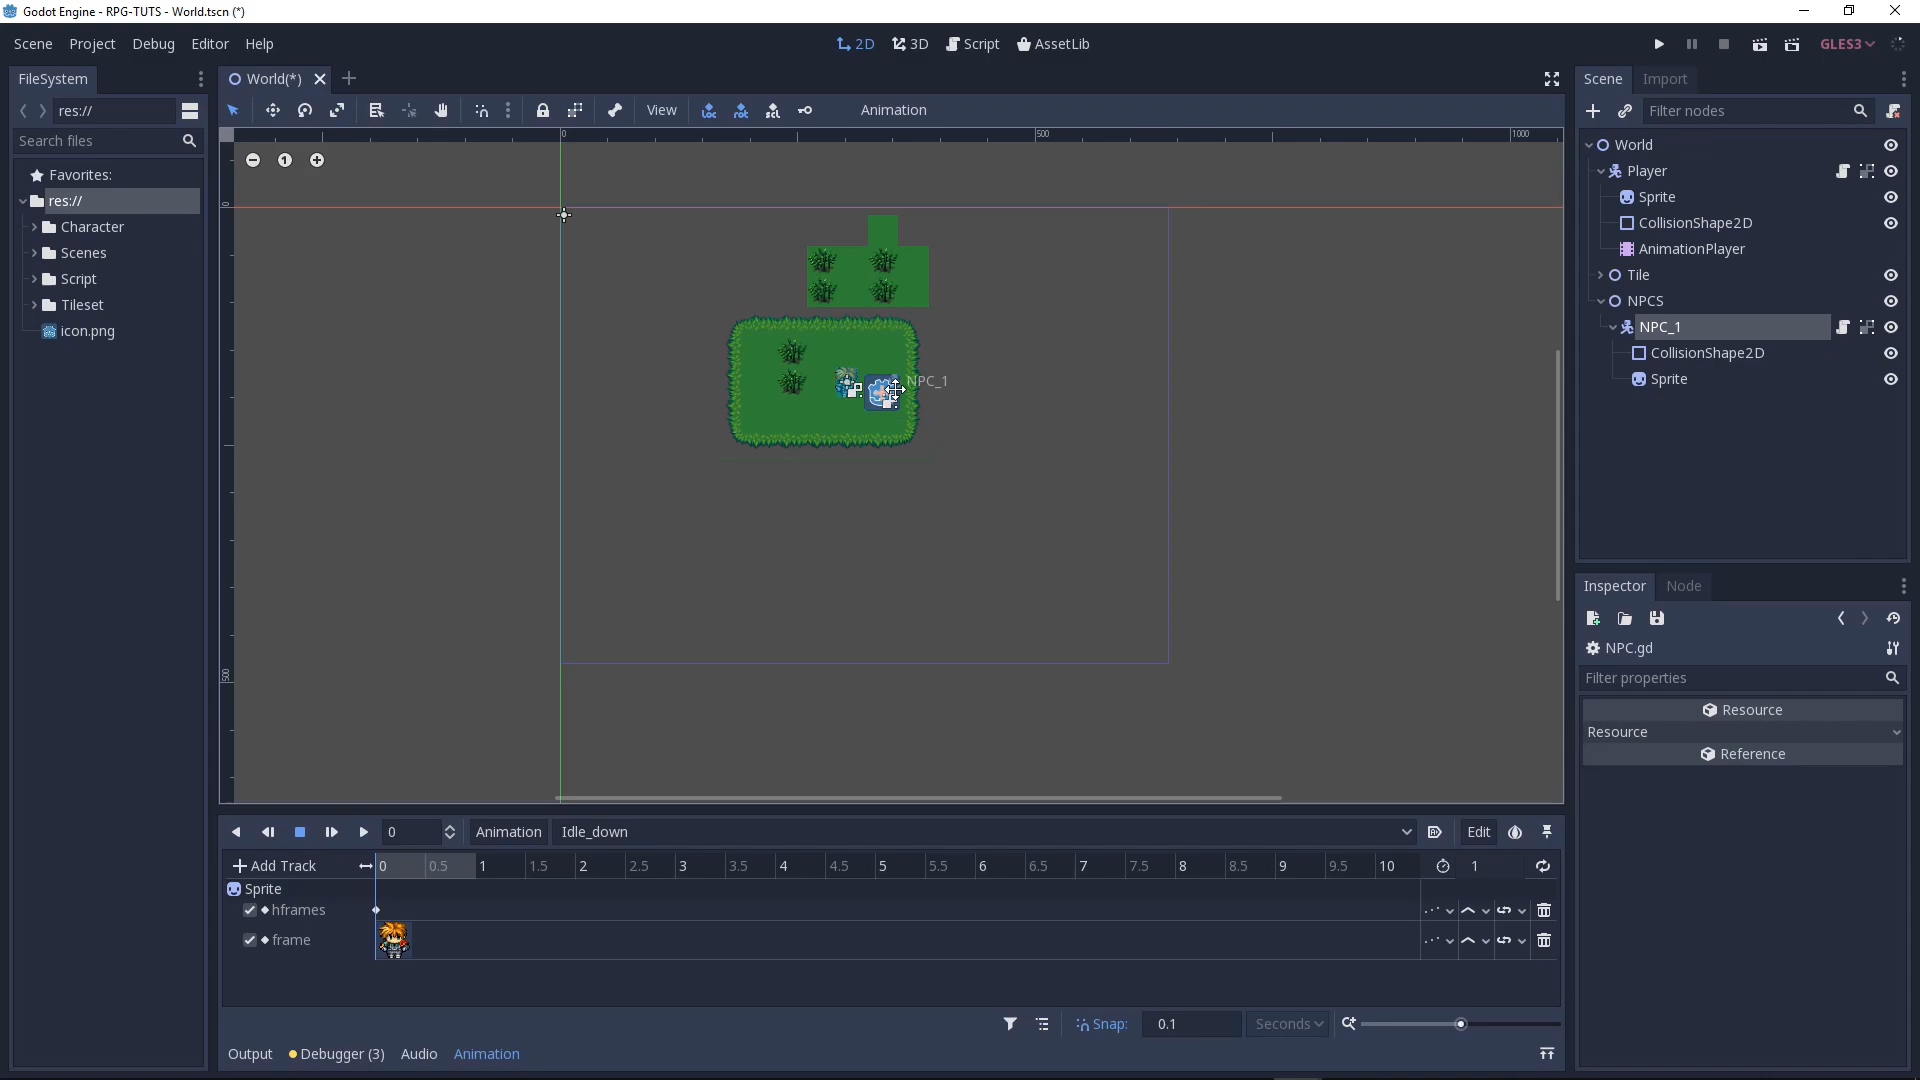 Godot Engine - RPG-TUTS - World.tscn (*)
Scene Project Debug Editor Help
2D 3D Script AssetLib
GLES3
FileSystem
World(*)
Scene Import
res://
View
Animation
Filter nodes
Search files
0
500
1000
Favorties:
res://
Character
Scenes
Script
Tileset
icon.png
0
500
1
NPC_1
World
Player
Sprite
CollisionShape2D
AnimationPlayer
Tile
NPCS
NPC_1
CollisionShape2D
Sprite
Inspector Node
NPC.gd
Filter properties
Resource
Resource
Reference
0 Animation Idle_down Edit
Add Track 0 0.5 1 1.5 2 2.5 3 3.5 4 4.5 5 5.5 6 6.5 7 7.5 8 8.5 9 9.5 10 1
Sprite
hframes
frame
Snap: 0.1 Seconds
Output Debugger (3) Audio Animation